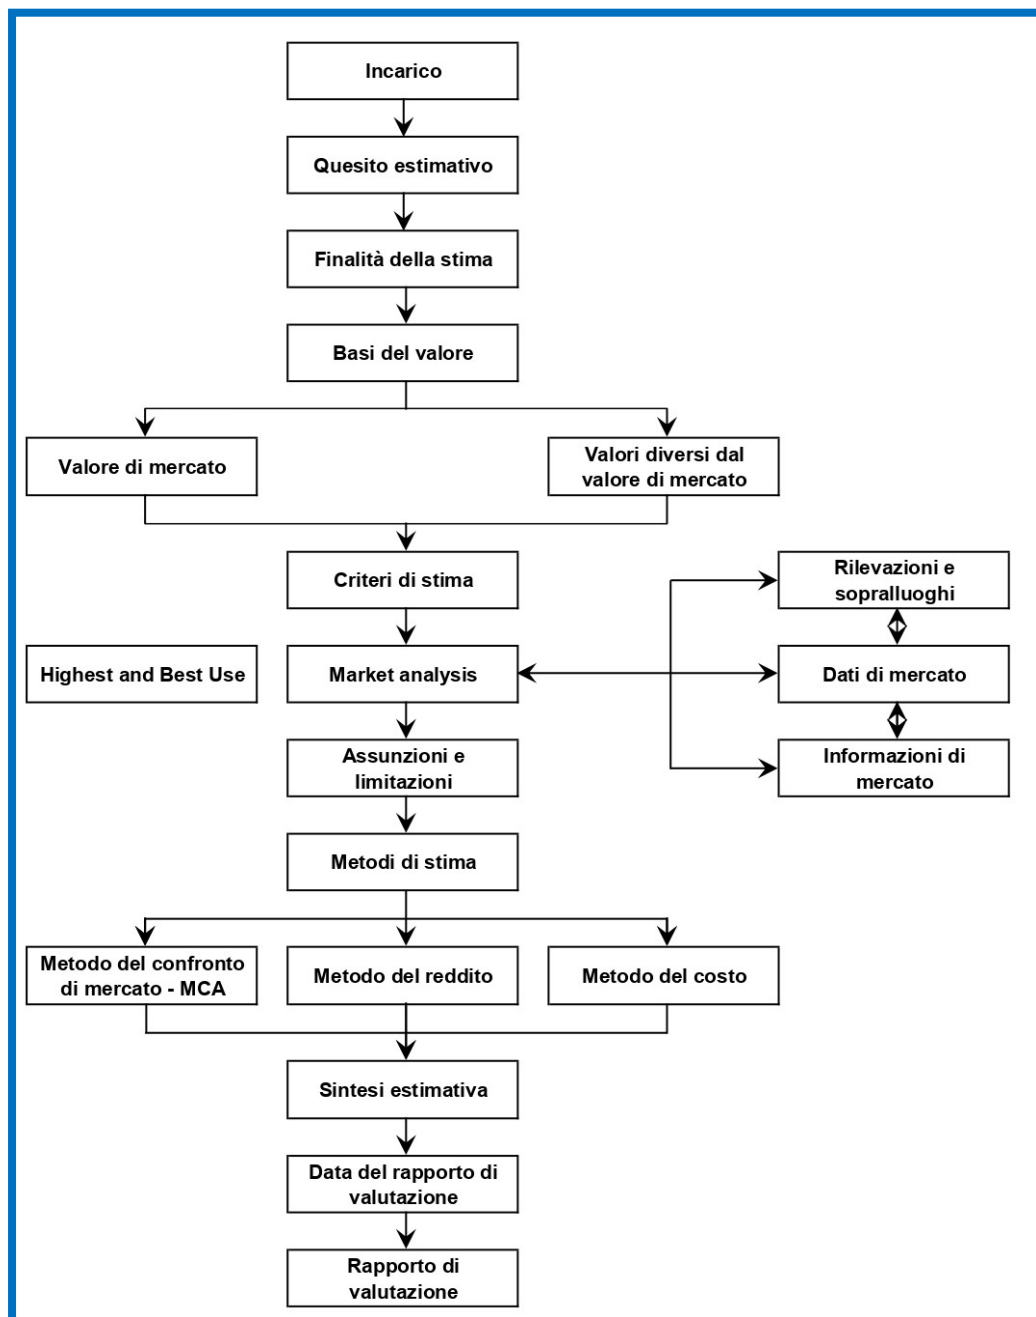 Incarico
Quesito estimativo
Finalità della stima
Basi del valore
Valore di mercato
Valori diversi dal
valore di mercato
Criteri di stima
Rilevazioni e
sopralluoghi
Highest and Best Use
Market analysis
Dati di mercato
Assunzioni e
limitazioni
Informazioni di
mercato
Metodi di stima
Metodo del confronto
di mercato - MCA
Metodo del reddito
Metodo del costo
Sintesi estimativa
Data del rapporto di
valutazione
Rapporto di
valutazione